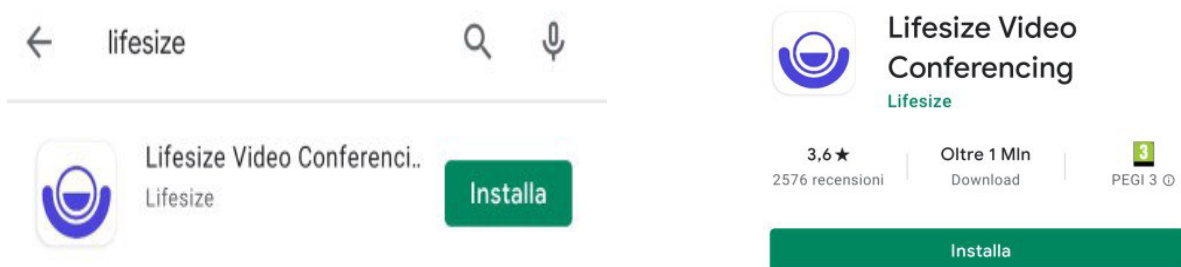 lifesize
Lifesize Video Conferenci..
Lifesize
Installa
Lifesize Video
Conferencing
Lifesize
3,6★ Oltre 1 Mln 3
2576 recensioni Download PEGI 3
Installa